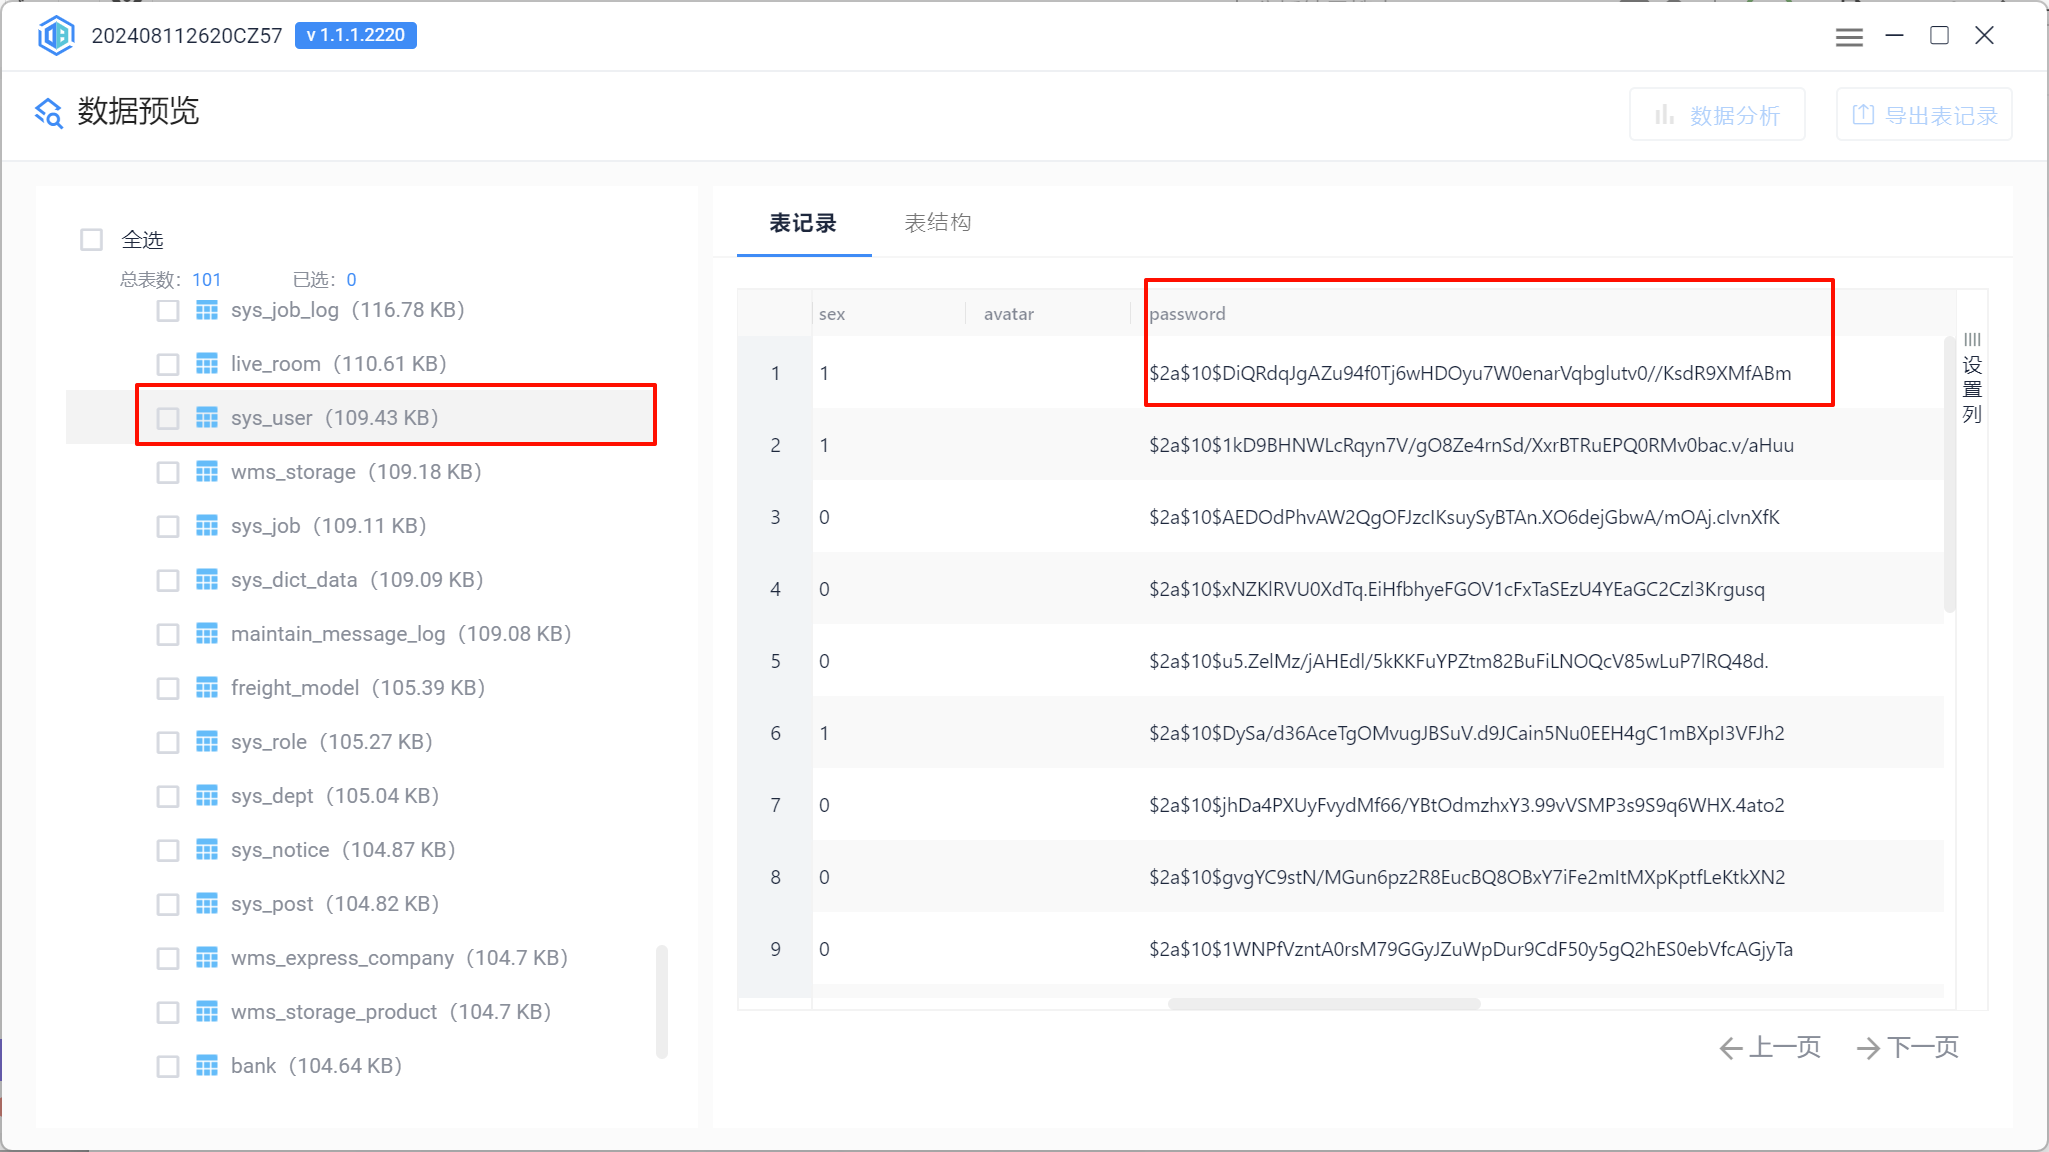 202408112620CZ57 v 1.1.1.2220
数据预览
数据分析
导出表记录
全选
总表数: 101 已选: 0
sys_job_log (116.78 KB)
live_room (110.61 KB)
sys_user (109.43 KB)
wms_storage (109.18 KB)
sys_job (109.11 KB)
sys_dict_data (109.09 KB)
maintain_message_log (109.08 KB)
freight_model (105.39 KB)
sys_role (105.27 KB)
sys_dept (105.04 KB)
sys_notice (104.87 KB)
sys_post (104.82 KB)
wms_express_company (104.7 KB)
wms_storage_product (104.7 KB)
bank (104.64 KB)
表记录 表结构
sex avatar password
1 1 $2a$10$DiQRdqJgAZu94f0Tj6wHDOyu7W0enarVqbglutv0//KsdR9XMfABm
2 1 $2a$10$1kD9BHNWLcRqyn7V/gO8Ze4rnSd/XxrBTRuEPQ0RMv0bac.v/aHuu
3 0 $2a$10$AEDOdPhvAW2QgOFJzcIKsuySyBTAn.XO6dejGbwA/mOAj.cIvnXfK
4 0 $2a$10$xNZKlRVU0XdTq.EiHfbhyeFGOV1cFxTaSEzU4YEaGC2Czl3Krgusq
5 0 $2a$10$u5.ZelMz/jAHEdl/5kKKFuYPZtm82BuFiLNOQcV85wLuP7lRQ48d.
6 1 $2a$10$DySa/d36AceTgOMvugJBSuV.d9JCain5Nu0EEH4gC1mBXpI3VFJh2
7 0 $2a$10$jhDa4PXUyFvydMf66/YBtOdmzhxY3.99vVSMP3s9S9q6WHX.4ato2
8 0 $2a$10$gvgYC9stN/MGun6pz2R8EucBQ8OBxY7iFe2mItMXpKptfLeKtkXN2
9 0 $2a$10$1WNPfVzntA0rsM79GGyJZuWpDur9CdF50y5gQ2hES0ebVfcAGjyTa
设置列
上一页 下一页